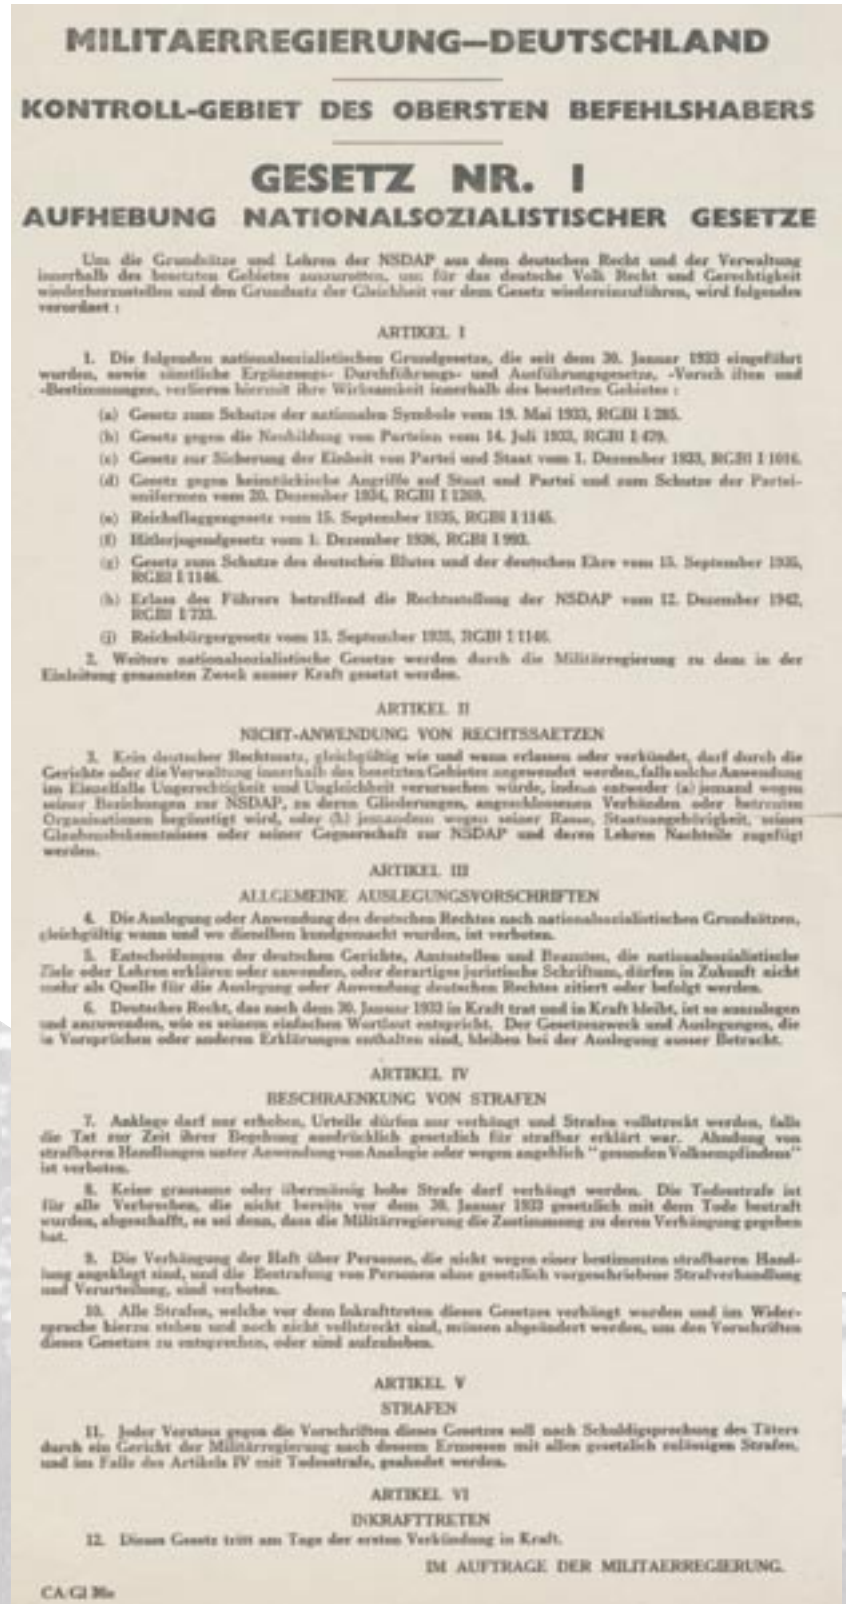 MILITAERREGIERUNG—DEUTSCHLAND
KONTROLL-GEBIET DES OBERSTEN BEFEHLSHABERS
GESETZ NR. I
AUFHEBUNG NATIONALSOZIALISTISCHER GESETZE
Um die Grundsätze und Lehren der NSDAP aus dem deutschen Recht und der Verwaltung
innerhalb des besetzten Gebietes auszurotten, um für das deutsche Volk Recht und Gerechtigkeit
wiederherzustellen und den Grundsatz der Gleichheit vor dem Gesetz wiedereinzuführen, wird folgendes
verordnet :
ARTIKEL I
1. Die folgenden nationalsozialistischen Grundgesetze, die seit dem 30. Januar 1933 eingeführt
wurden, sowie sämtliche Ergänzungs- Durchführungs- und Ausführungsgesetze, -Vorsch iften und
-Bestimmungen, verlieren hiermit ihre Wirksamkeit innerhalb des besetzten Gebietes :
(a) Gesetz zum Schutze der nationalen Symbole vom 19. Mai 1933, RGBI I/285.
(b) Gesetz gegen die Neubildung von Parteien vom 14. Juli 1933, RGBI I/479.
(c) Gesetz zur Sicherung der Einheit von Partei und Staat vom 1. Dezember 1933, RGBI I/1016.
(d) Gesetz gegen heimtückische Angriffe auf Staat und Partei und zum Schutze der Partei-
uniformen vom 20. Dezember 1934, RGBI I/1269.
(e) Reichsflaggengesetz vom 15. September 1935, RGBI I/1145.
(f) Hitlerjugendgesetz vom 1. Dezember 1936, RGBI I/993.
(g) Gesetz zum Schutze des deutschen Blutes und der deutschen Ehre vom 15. September 1935,
RGBI I/1146.
(h) Erlass des Führers betreffend die Rechtsstellung der NSDAP vom 12. Dezember 1942,
RGBI I/733.
(j) Reichsbürgergesetz vom 15. September 1935, RGBI I/1146.
2. Weitere nationalsozialistische Gesetze werden durch die Militärregierung zu dem in der
Einleitung genannten Zweck ausser Kraft gesetzt werden.
ARTIKEL II
NICHT-ANWENDUNG VON RECHTSSAETZEN
3. Kein deutscher Rechtssatz, gleichgültig wie und wann erlassen oder verkündet, darf durch die
Gerichte oder die Verwaltung innerhalb des besetzten Gebietes angewendet werden, falls solche Anwendung
im Einzelfalle Ungerechtigkeit und Ungleichheit verursachen würde, indem entweder (a) jemand wegen
seiner Beziehungen zur NSDAP, zu deren Gliederungen, angeschlossenen Verbänden oder betreuten
Organisationen begünstigt wird, oder (b) jemandem wegen seiner Rasse, Staatsangehörigkeit, seines
Glaubensbekenntnisses oder seiner Gegnerschaft zur NSDAP und deren Lehren Nachteile zugefügt
werden.
ARTIKEL III
ALLGEMEINE AUSLEGUNGSVORSCHRIFTEN
4. Die Auslegung oder Anwendung des deutschen Rechtes nach nationalsozialistischen Grundsätzen,
gleichgültig wann und wo dieselben kundgemacht wurden, ist verboten.
5. Entscheidungen der deutschen Gerichte, Amtsstellen und Beamten, die nationalsozialistische
Ziele oder Lehren erklären oder anwenden, oder derartiges juristische Schrifttum, dürfen in Zukunft nicht
mehr als Quelle für die Auslegung oder Anwendung deutschen Rechtes zitiert oder befolgt werden.
6. Deutsches Recht, das nach dem 30. Januar 1933 in Kraft trat und in Kraft bleibt, ist so auszulegen
und anzuwenden, wie es seinem einfachen Wortlaut entspricht. Der Gesetzeszweck und Auslegungen, die
in Vorsprüchen oder anderen Erklärungen enthalten sind, bleiben bei der Auslegung ausser Betracht.
ARTIKEL IV
BESCHRAENKUNG VON STRAFEN
7. Anklage darf nur erhoben, Urteile dürfen nur verhängt und Strafen vollstreckt werden, falls
die Tat zur Zeit ihrer Begehung ausdrücklich gesetzlich für strafbar erklärt war. Ahndung von
strafbaren Handlungen unter Anwendung von Analogie oder wegen angeblich " gesunden Volksempfindens"
ist verboten.
8. Keine grausame oder übermässig hohe Strafe darf verhängt werden. Die Todesstrafe ist
für alle Verbrechen, die nicht bereits vor dem 30. Januar 1933 gesetzlich mit dem Tode bestraft
wurden, abgeschafft, es sei denn, dass die Militärregierung die Zustimmung zu deren Verhängung gegeben
hat.
9. Die Verhängung der Haft über Personen, die nicht wegen einer bestimmten strafbaren Hand-
lung angeklagt sind, und die Bestrafung von Personen ohne gesetzlich vorgeschriebene Strafverhandlung
und Verurteilung, sind verboten.
10. Alle Strafen, welche vor dem Inkrafttreten dieses Gesetzes verhängt wurden und im Wider-
spruche hierzu stehen und noch nicht vollstreckt sind, müssen abgeändert werden, um den Vorschriften
dieses Gesetzes zu entsprechen, oder sind aufzuheben.
ARTIKEL V
STRAFEN
11. Jeder Verstoss gegen die Vorschriften dieses Gesetzes soll nach Schuldigsprechung des Täters
durch ein Gericht der Militärregierung nach dessem Ermessen mit allen gesetzlich zulässigen Strafen,
und im Falle des Artikels IV mit Todesstrafe, geahndet werden.
ARTIKEL VI
INKRAFTTRETEN
12. Dieses Gesetz tritt am Tage der ersten Verkündung in Kraft.
IM AUFTRAGE DER MILITAERREGIERUNG.
CA/GI